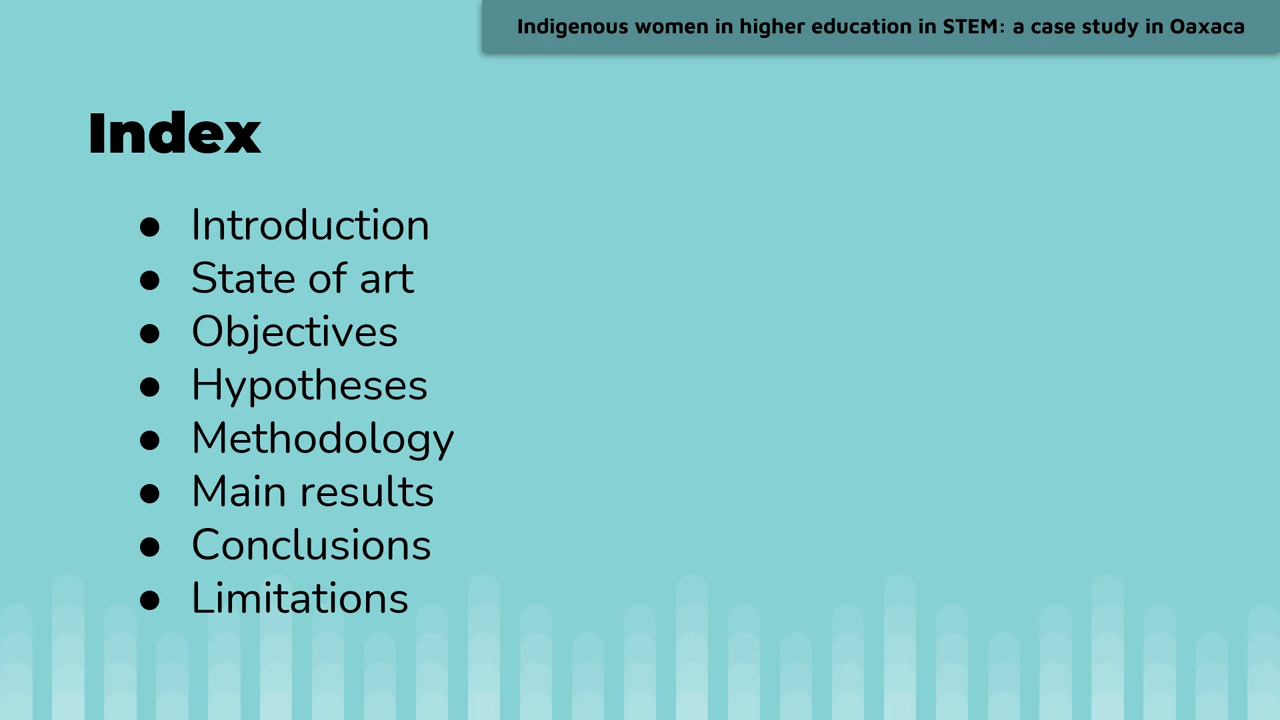 Indigenous women in higher education in STEM: a case study in Oaxaca
Index
● Introduction
● State of art
● Objectives
● Hypotheses
● Methodology
● Main results
● Conclusions
● Limitations